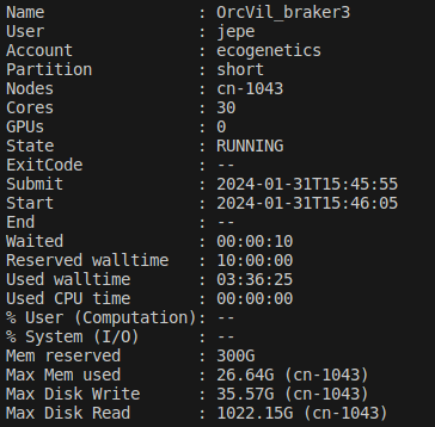 Name                : OrcVil_braker3
User                : jepe
Account             : ecogenetics
Partition           : short
Nodes               : cn-1043
Cores               : 30
GPUs                : 0
State               : RUNNING
ExitCode            : --
Submit              : 2024-01-31T15:45:55
Start               : 2024-01-31T15:46:05
End                 : --
Waited              : 00:00:10
Reserved walltime   : 10:00:00
Used walltime       : 03:36:25
Used CPU time       : 00:00:00
% User (Computation): --
% System (I/O)      : --
Mem reserved        : 300G
Max Mem used        : 26.64G (cn-1043)
Max Disk Write      : 35.57G (cn-1043)
Max Disk Read       : 1022.15G (cn-1043)